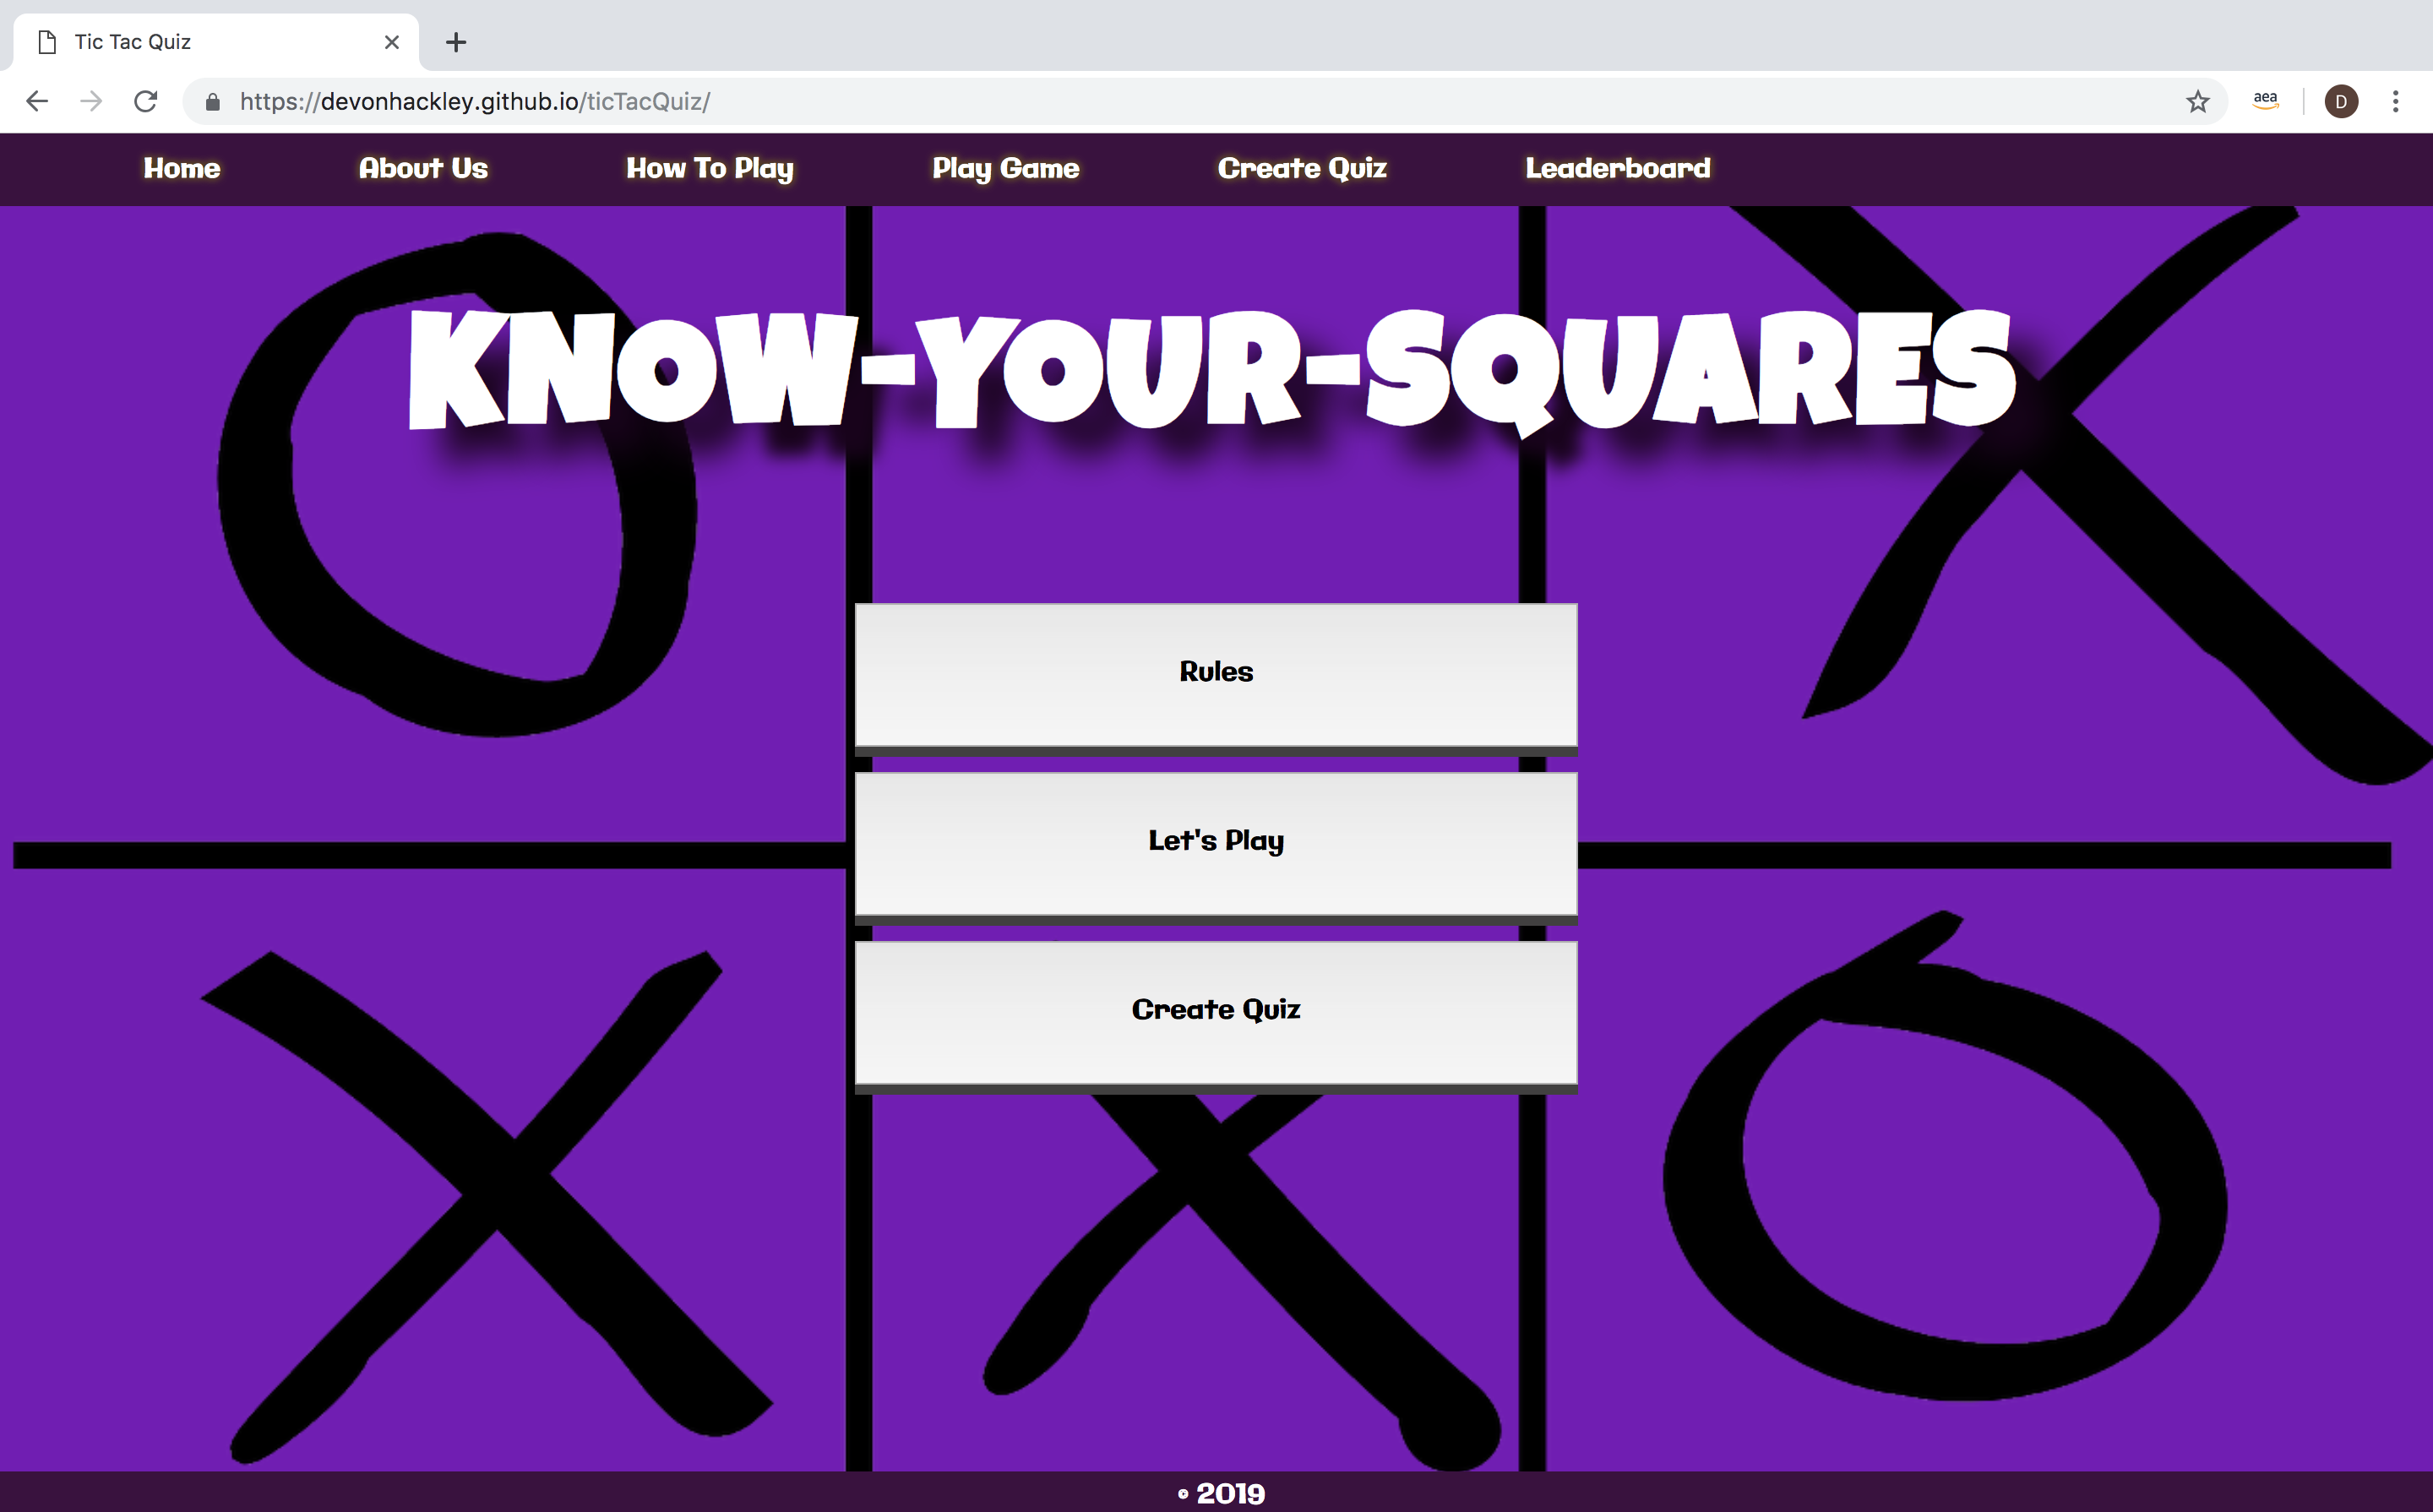 Tic Tac Quiz
https://devonhackley.github.io/ticTacQuiz/
aea
D
Home About Us How To Play Play Game Create Quiz Leaderboard
KNOW-YOUR-SQUARES
Rules
Let's Play
Create Quiz
© 2019